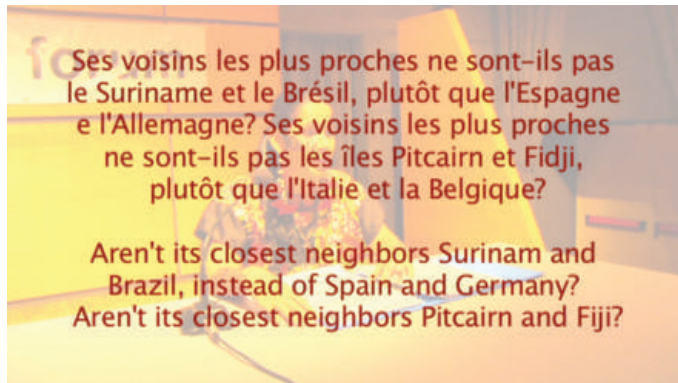 forum
Ses voisins les plus proches ne sont-ils pas
le Suriname et le Brésil, plutôt que l'Espagne
e l'Allemagne? Ses voisins les plus proches
ne sont-ils pas les îles Pitcairn et Fidji,
plutôt que l'Italie et la Belgique?
Aren't its closest neighbors Surinam and
Brazil, instead of Spain and Germany?
Aren't its closest neighbors Pitcairn and Fiji?